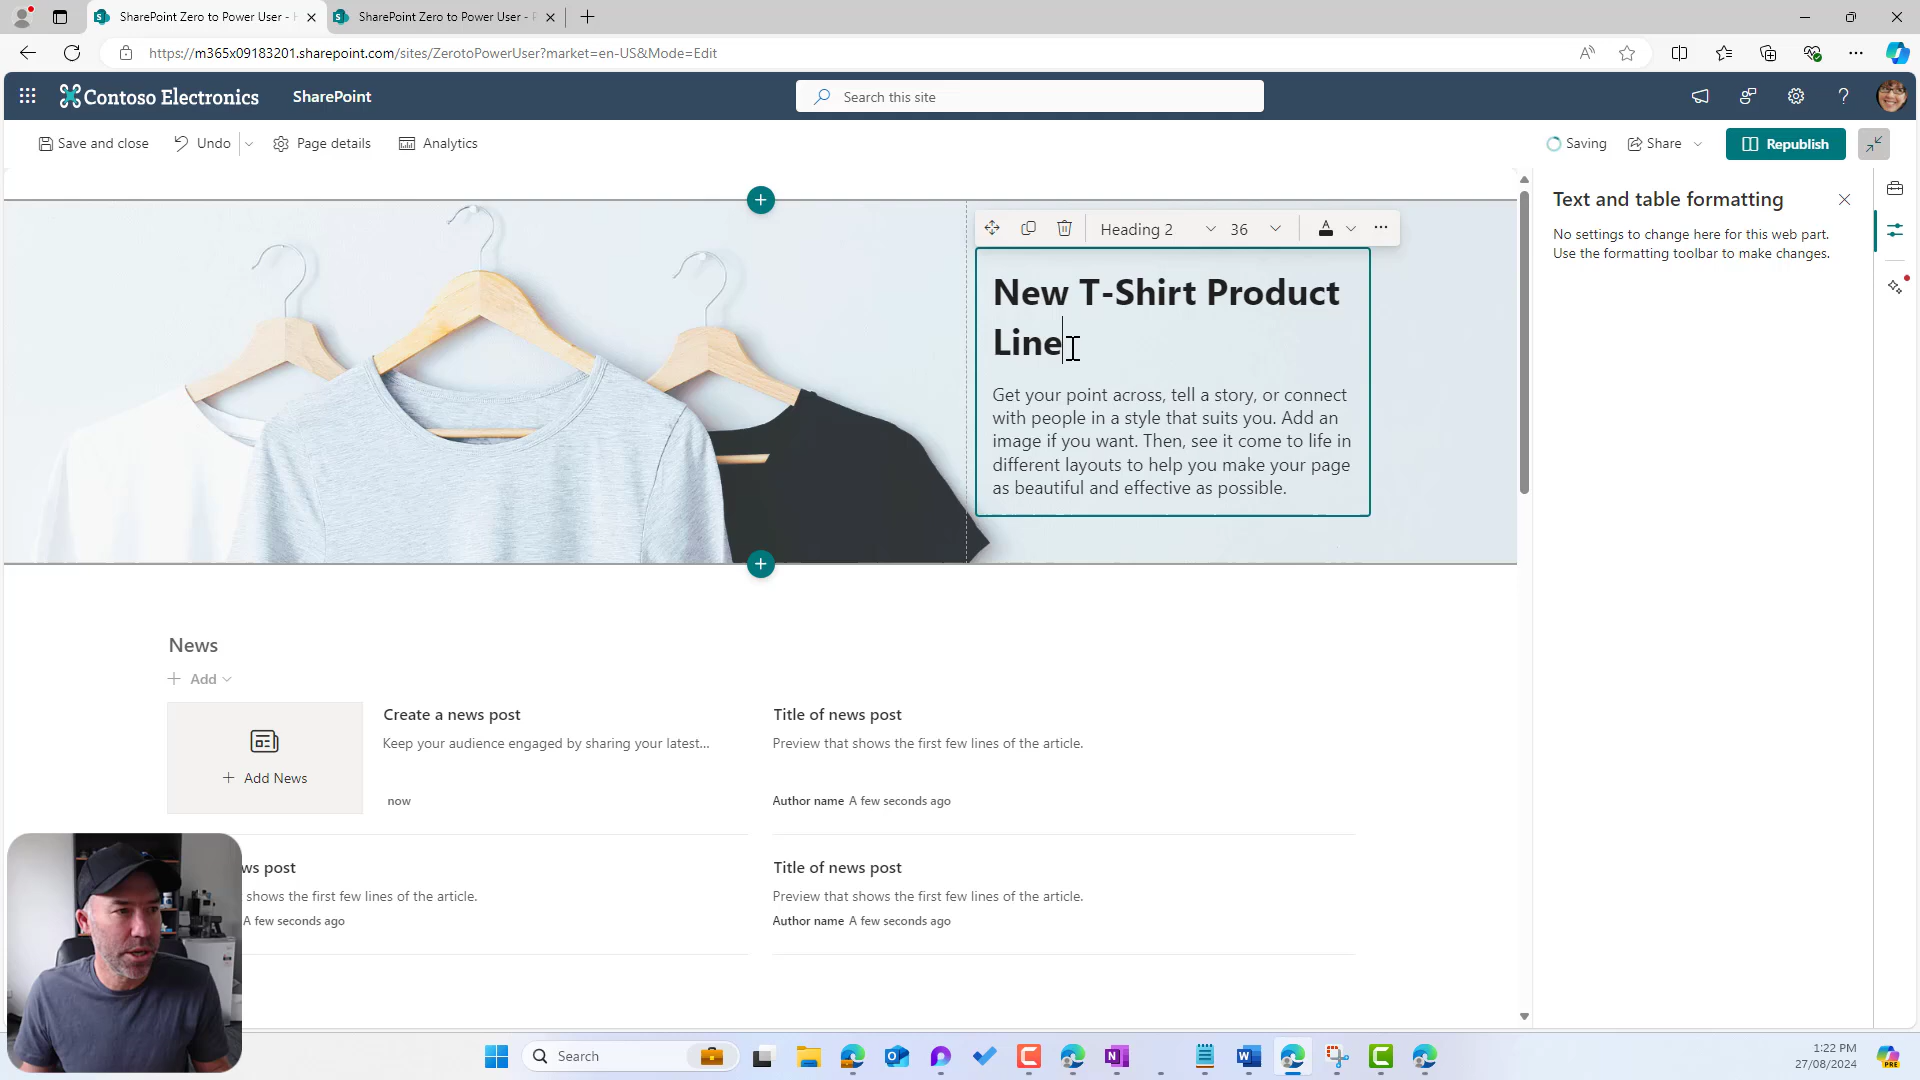 SharePoint Zero to Power User - H
SharePoint Zero to Power User - P
https://m365x09183201.sharepoint.com/sites/ZerotoPowerUser?market=en-US&Mode=Edit
Contoso Electronics
SharePoint
Search this site
Save and close
Undo
Page details
Analytics
Saving
Share
Republish
Heading 2
36
A
New T-Shirt Product
Line
Get your point across, tell a story, or connect
with people in a style that suits you. Add an
image if you want. Then, see it come to life in
different layouts to help you make your page
as beautiful and effective as possible.
Text and table formatting
No settings to change here for this web part.
Use the formatting toolbar to make changes.
News
+ Add
Create a news post
Keep your audience engaged by sharing your latest...
+ Add News
now
Title of news post
Preview that shows the first few lines of the article.
Author name A few seconds ago
ws post
shows the first few lines of the article.
A few seconds ago
Title of news post
Preview that shows the first few lines of the article.
Author name A few seconds ago
Search
1:22 PM
27/08/2024
PRE